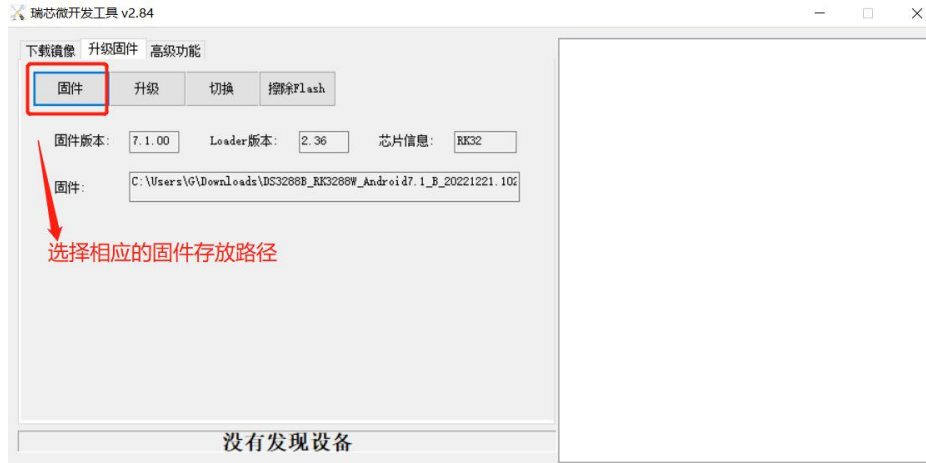 瑞芯微开发工具 v2.84
下载镜像 升级固件 高级功能
固件 升级 切换 擦除Flash
固件版本: 7.1.00 Loader版本: 2.36 芯片信息: RK32
固件: C:\Users\G\Downloads\DS3288B_RK3288W_Android7.1_B_20221221.102
选择相应的固件存放路径
没有发现设备